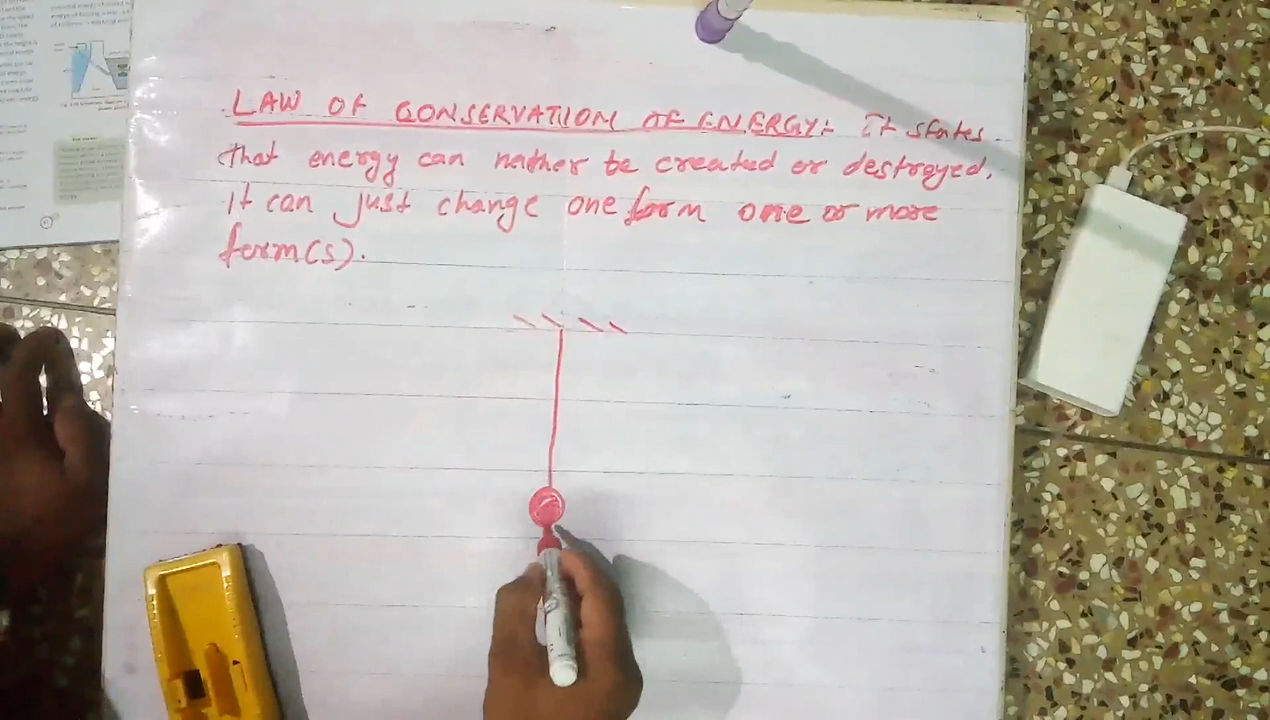 LAW OF CONSERVATION OF ENERGY: It states
that energy can neither be created or destroyed.
It can just change one form one or more
form(s).